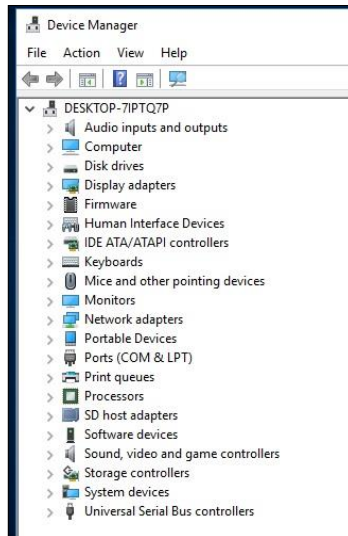 Device Manager
File Action View Help
DESKTOP-7IPTQ7P
Audio inputs and outputs
Computer
Disk drives
Display adapters
Firmware
Human Interface Devices
IDE ATA/ATAPI controllers
Keyboards
Mice and other pointing devices
Monitors
Network adapters
Portable Devices
Ports (COM & LPT)
Print queues
Processors
SD host adapters
Software devices
Sound, video and game controllers
Storage controllers
System devices
Universal Serial Bus controllers